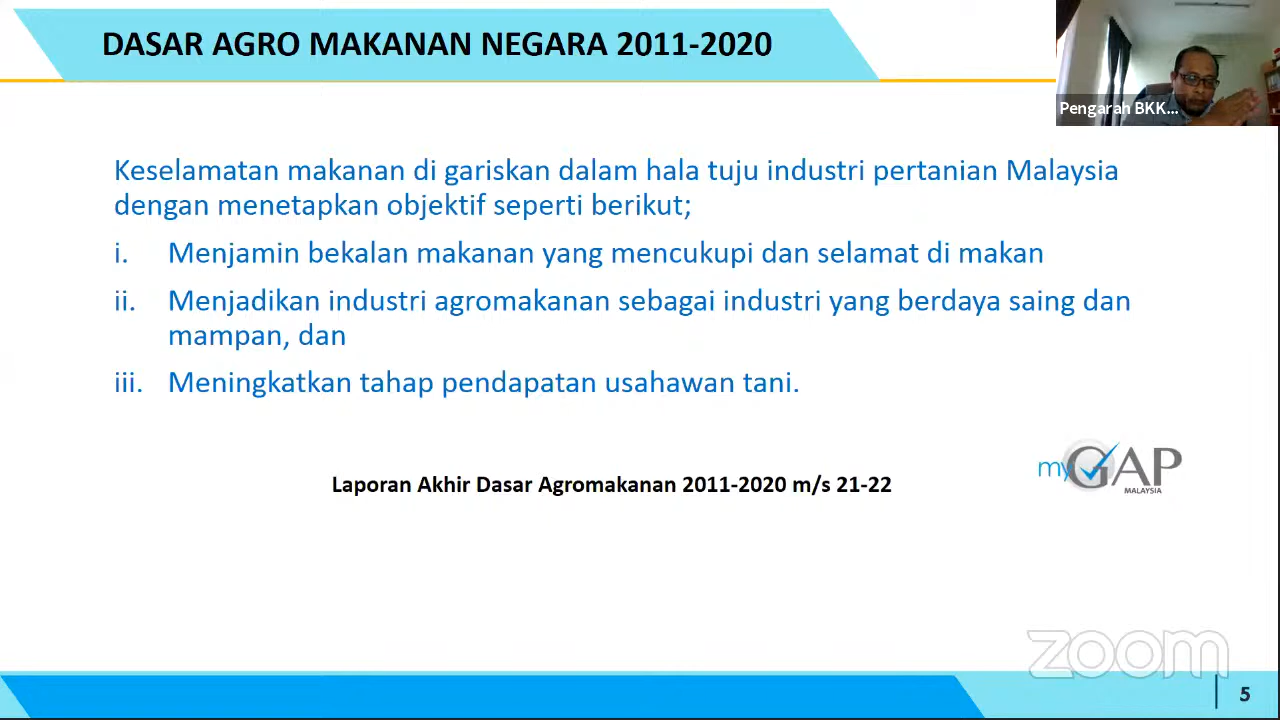 DASAR AGRO MAKANAN NEGARA 2011-2020
Pengarah BKK...
Keselamatan makanan di gariskan dalam hala tuju industri pertanian Malaysia
dengan menetapkan objektif seperti berikut;
i. Menjamin bekalan makanan yang mencukupi dan selamat di makan
ii. Menjadikan industri agromakanan sebagai industri yang berdaya saing dan
mampan, dan
iii. Meningkatkan tahap pendapatan usahawan tani.
myGAP
MALAYSIA
Laporan Akhir Dasar Agromakanan 2011-2020 m/s 21-22
zoom
5